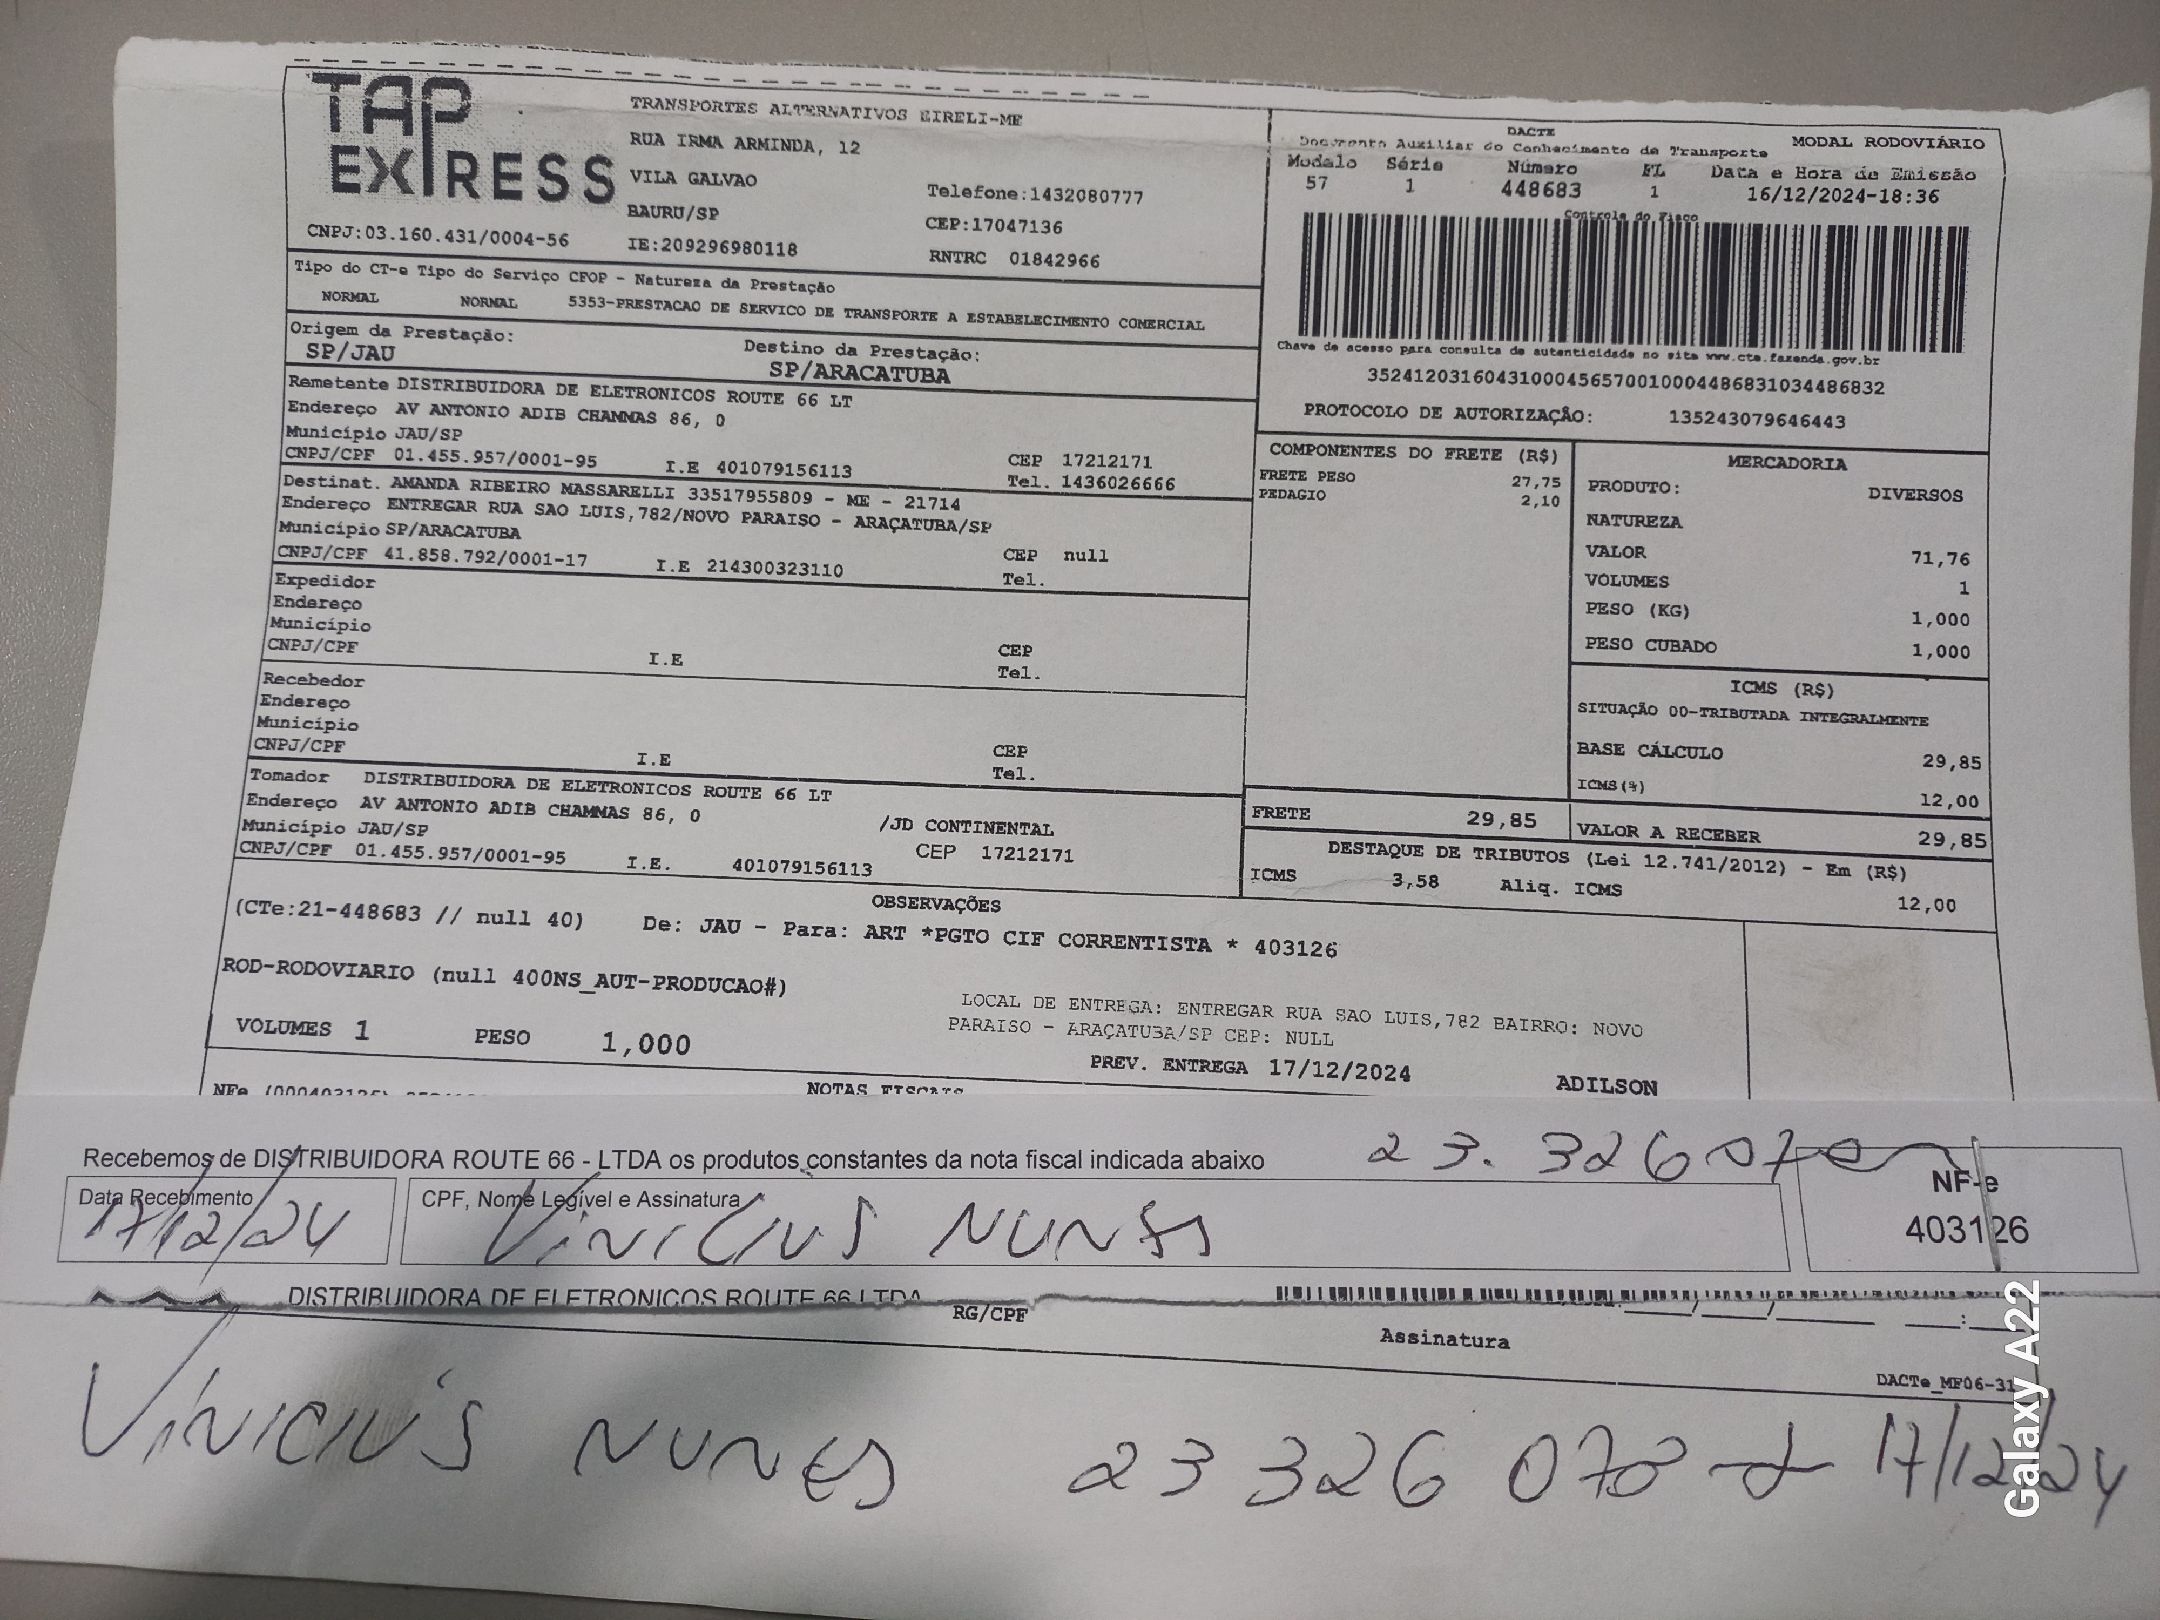 TAP EXPRESS
TRANSPORTES ALTERNATIVOS EIRELI-ME
RUA IRMA ARMINDA, 12
VILA GALVAO
Telefone:1432080777
BAURU/SP
CEP:17047136
CNPJ:03.160.431/0004-56
IE:209296980118
RNTRC 01842966
DACTE
MODAL RODOVIÁRIO
Documento Auxiliar do Conhecimento de Transporte
Modelo Série Número FL Data e Hora de Emissão
57 1 448683 1 16/12/2024-18:36
Controle do Fisco
Chave de acesso para consulta de autenticidade no site www.cte.fazenda.gov.br
35241203160431000456570010004486831034486832
PROTOCOLO DE AUTORIZAÇÃO: 135243079646443
Tipo do CT-e Tipo do Serviço CFOP - Natureza da Prestação
NORMAL NORMAL 5353-PRESTACAO DE SERVICO DE TRANSPORTE A ESTABELECIMENTO COMERCIAL
Origem da Prestação: Destino da Prestação:
SP/JAU SP/ARACATUBA
Remetente DISTRIBUIDORA DE ELETRONICOS ROUTE 66 LT
Endereço AV ANTONIO ADIB CHAMMAS 86, 0
Município JAU/SP
CEP 17212171
CNPJ/CPF 01.455.957/0001-95 I.E 401079156113
Tel. 1436026666
Destinat. AMANDA RIBEIRO MASSARELLI 33517955809 - ME - 21714
Endereço ENTREGAR RUA SAO LUIS,782/NOVO PARAISO - ARAÇATUBA/SP
Município SP/ARACATUBA
CEP null
CNPJ/CPF 41.858.792/0001-17 I.E 214300323110
Tel.
Expedidor
Endereço
Município
CEP
CNPJ/CPF I.E
Tel.
Recebedor
Endereço
Município
CEP
CNPJ/CPF I.E
Tel.
Tomador DISTRIBUIDORA DE ELETRONICOS ROUTE 66 LT
Endereço AV ANTONIO ADIB CHAMMAS 86, 0 /JD CONTINENTAL
Município JAU/SP CEP 17212171
CNPJ/CPF 01.455.957/0001-95 I.E. 401079156113
COMPONENTES DO FRETE (R$)
FRETE PESO 27,75
PEDAGIO 2,10
MERCADORIA
PRODUTO: DIVERSOS
NATUREZA
VALOR 71,76
VOLUMES 1
PESO (KG) 1,000
PESO CUBADO 1,000
ICMS (R$)
SITUAÇÃO 00-TRIBUTADA INTEGRALMENTE
BASE CÁLCULO 29,85
ICMS(%) 12,00
FRETE 29,85 VALOR A RECEBER 29,85
DESTAQUE DE TRIBUTOS (Lei 12.741/2012) - Em (R$)
ICMS 3,58 Aliq. ICMS 12,00
OBSERVAÇÕES
(CTe:21-448683 // null 40) De: JAU - Para: ART *PGTO CIF CORRENTISTA * 403126
ROD-RODOVIARIO (null 400NS_AUT-PRODUCAO#)
LOCAL DE ENTREGA: ENTREGAR RUA SAO LUIS,782 BAIRRO: NOVO
PARAISO - ARAÇATUBA/SP CEP: NULL
VOLUMES 1 PESO 1,000
PREV. ENTREGA 17/12/2024 ADILSON
NFe (000403126) NOTAS FISCAIS
Recebemos de DISTRIBUIDORA ROUTE 66 - LTDA os produtos constantes da nota fiscal indicada abaixo
Data Recebimento
17/12/24
CPF, Nome Legível e Assinatura
VINICIUS NUNES
NF-e
403126
DISTRIBUIDORA DE ELETRONICOS ROUTE 66 LTDA
RG/CPF
Assinatura
VINICIUS NUNES 23 326 078 17/12/24
Galaxy A22